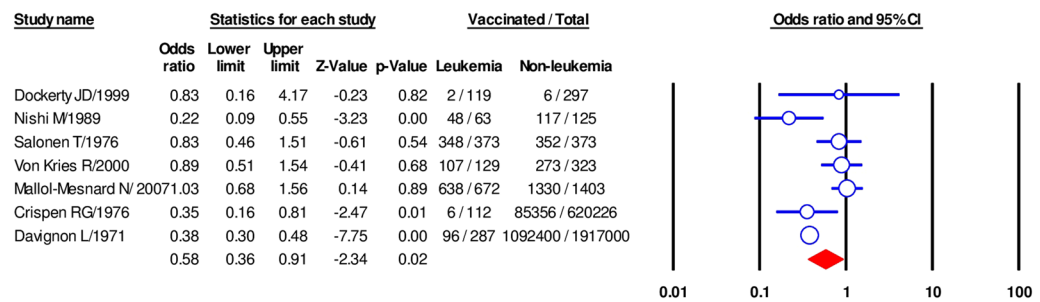 Study name Statistics for each study Vaccinated / Total Odds ratio and 95%CI
Odds Lower Upper
ratio limit limit Z-Value p-Value Leukemia Non-leukemia
Dockerty JD/1999 0.83 0.16 4.17 -0.23 0.82 2 / 119 6 / 297
Nishi M/1989 0.22 0.09 0.55 -3.23 0.00 48 / 63 117 / 125
Salonen T/1976 0.83 0.46 1.51 -0.61 0.54 348 / 373 352 / 373
Von Kries R/2000 0.89 0.51 1.54 -0.41 0.68 107 / 129 273 / 323
Mallol-Mesnard N/ 2007 1.03 0.68 1.56 0.14 0.89 638 / 672 1330 / 1403
Crispen RG/1976 0.35 0.16 0.81 -2.47 0.01 6 / 112 85356 / 620226
Davignon L/1971 0.38 0.30 0.48 -7.75 0.00 96 / 287 1092400 / 1917000
0.58 0.36 0.91 -2.34 0.02
0.01 0.1 1 10 100